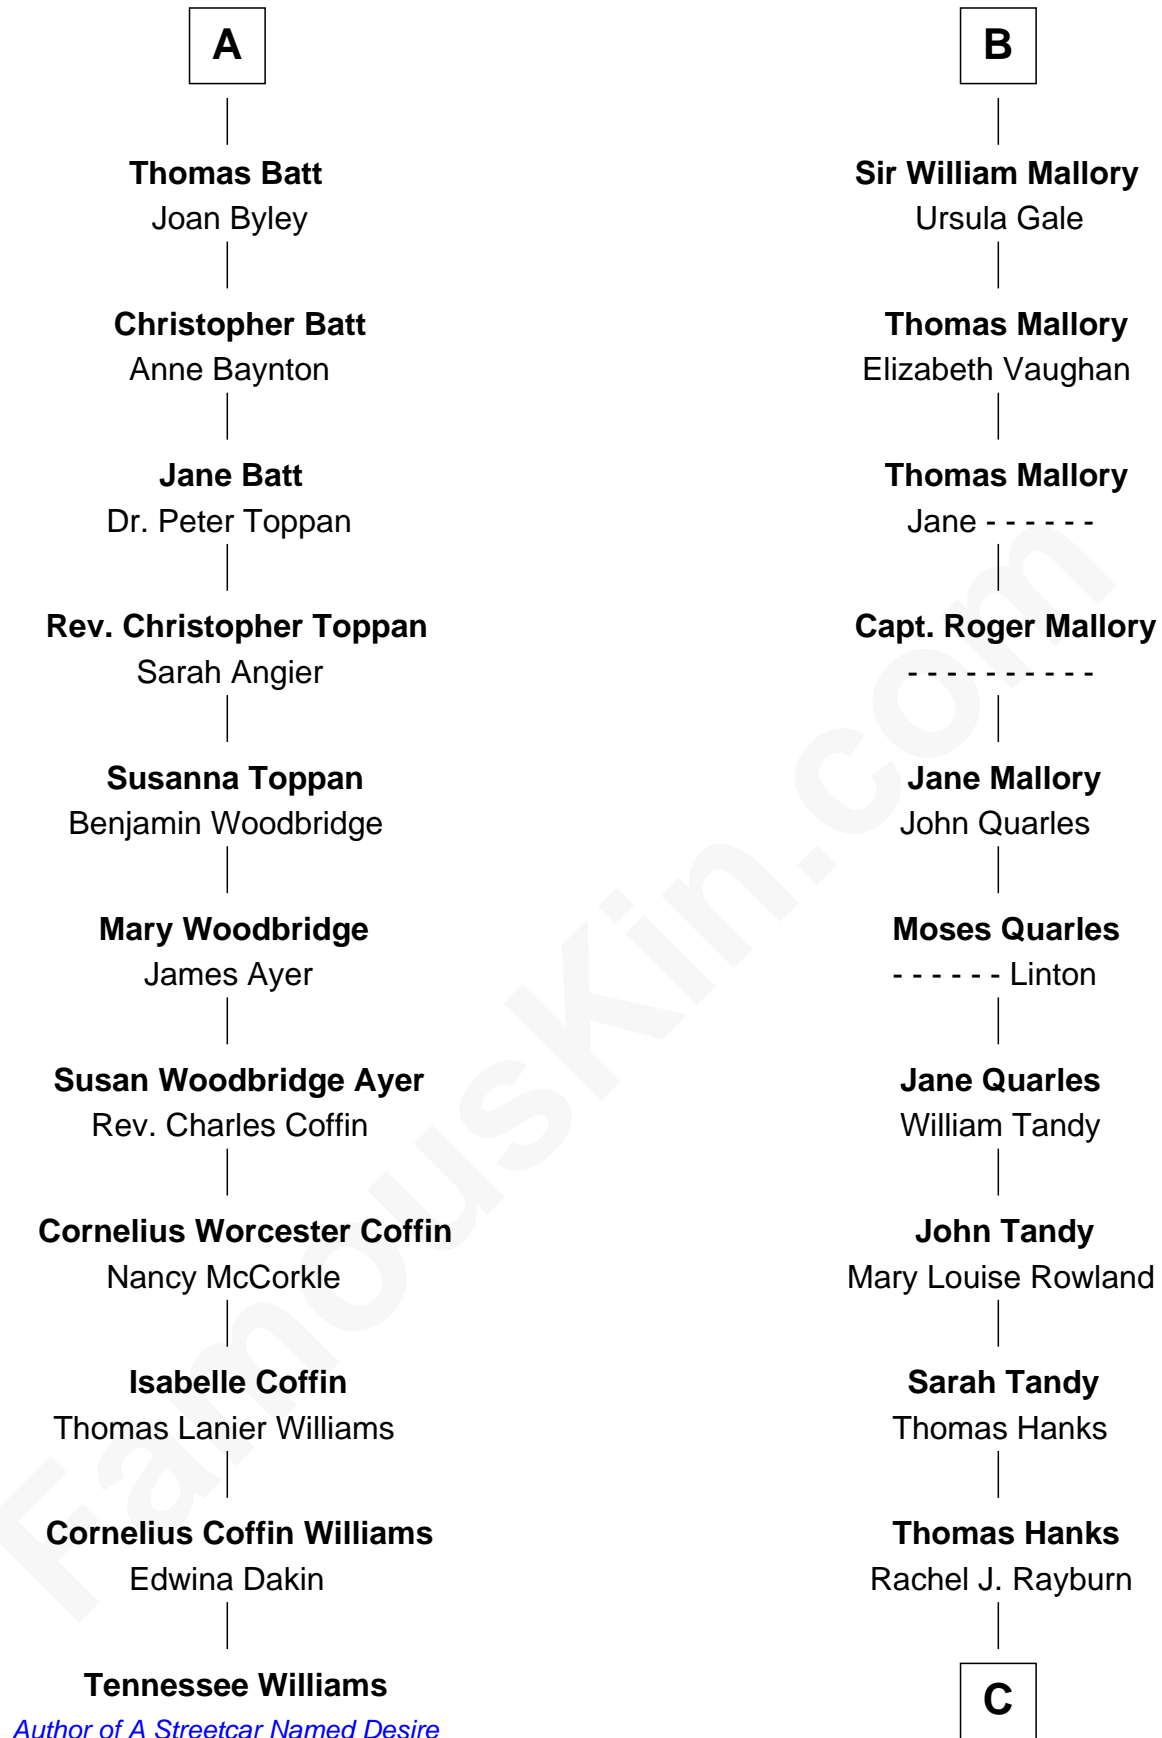 A
Thomas Batt
Joan Byley
Christopher Batt
Anne Baynton
Jane Batt
Dr. Peter Toppan
Rev. Christopher Toppan
Sarah Angier
Susanna Toppan
Benjamin Woodbridge
Mary Woodbridge
James Ayer
Susan Woodbridge Ayer
Rev. Charles Coffin
Cornelius Worcester Coffin
Nancy McCorkle
Isabelle Coffin
Thomas Lanier Williams
Cornelius Coffin Williams
Edwina Dakin
Tennessee Williams
Author of A Streetcar Named Desire
B
Sir William Mallory
Ursula Gale
Thomas Mallory
Elizabeth Vaughan
Thomas Mallory
Jane - - - - - -
Capt. Roger Mallory
- - - - - - - - - -
Jane Mallory
John Quarles
Moses Quarles
- - - - - - Linton
Jane Quarles
William Tandy
John Tandy
Mary Louise Rowland
Sarah Tandy
Thomas Hanks
Thomas Hanks
Rachel J. Rayburn
C
FamousKin.com